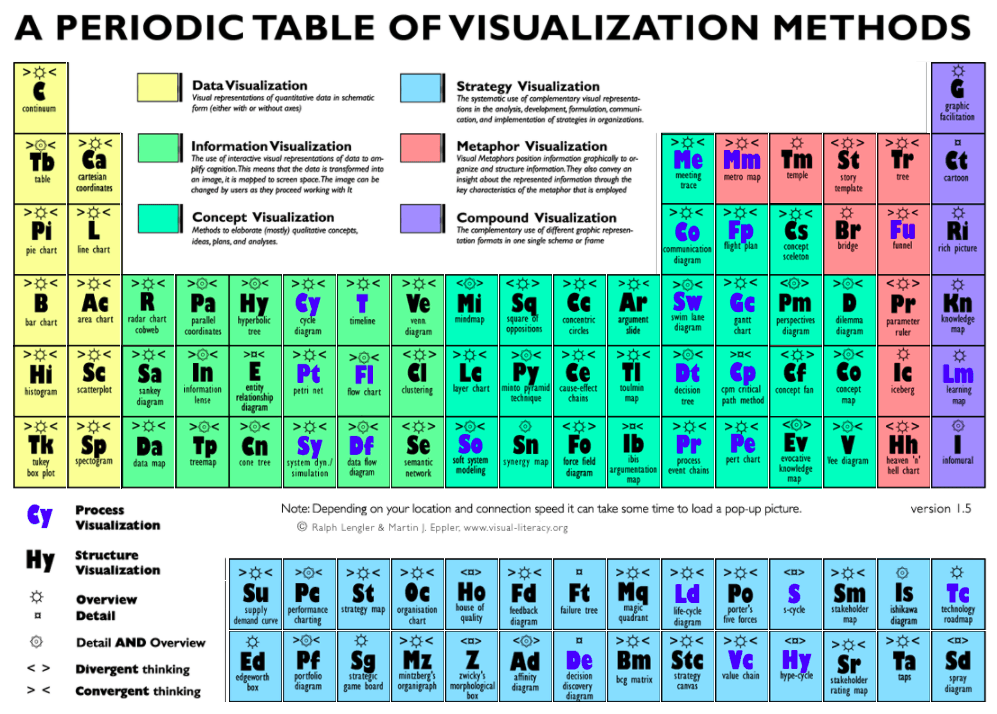 A PERIODIC TABLE OF VISUALIZATION METHODS
C
continuum
Data Visualization
Visual representations of quantitative data in schematic
form (either with or without axes)
Strategy Visualization
The systematic use of complementary visual representa-
tions in the analysis, development, formulation, communi-
cation, and implementation of strategies in organizations.
G
graphic
facilitation
Tb
table
Ca
cartesian
coordinates
Information Visualization
The use of interactive visual representations of data to am-
plify cognition. This means that the data is transformed into
an image, it is mapped to screen space. The image can be
changed by users as they proceed working with it
Metaphor Visualization
Visual Metaphors position information graphically to or-
ganize and structure information. They also convey an
insight about the represented information through the
key characteristics of the metaphor that is employed
Me
meeting
trace
Mm
metro map
Tm
temple
St
story
template
Tr
tree
Ct
cartoon
Pi
pie chart
L
line chart
Concept Visualization
Methods to elaborate (mostly) qualitative concepts,
ideas, plans, and analyses.
Compound Visualization
The complementary use of different graphic represen-
tation formats in one single schema or frame
Co
communication
diagram
Fp
flight plan
Cs
concept
sceleton
Br
bridge
Fu
funnel
Ri
rich picture
B
bar chart
Ac
area chart
R
radar chart
cobweb
Pa
parallel
coordinates
Hy
hyperbolic
tree
Cy
cycle
diagram
T
timeline
Ve
venn
diagram
Mi
mindmap
Sq
square of
oppositions
Cc
concentric
circles
Ar
argument
slide
Sw
swim lane
diagram
Gc
gantt
chart
Pm
perspectives
diagram
D
dilemma
diagram
Pr
parameter
ruler
Kn
knowledge
map
Hi
histogram
Sc
scatterplot
Sa
sankey
diagram
In
information
lense
E
entity
relationship
diagram
Pt
petri net
Fl
flow chart
Cl
clustering
Lc
layer chart
Py
minto pyramid
technique
Ce
cause-effect
chains
Tl
toulmin
map
Dt
decision
tree
Cp
cpm critical
path method
Cf
concept fan
Co
concept
map
Ic
iceberg
Lm
learning
map
Tk
tukey
box plot
Sp
spectogram
Da
data map
Tp
treemap
Cn
cone tree
Sy
system dyn./
simulation
Df
data flow
diagram
Se
semantic
network
So
soft system
modeling
Sn
synergy map
Fo
force field
diagram
Ib
ibis
argumentation
map
Pr
process
event chains
Pe
pert chart
Ev
evocative
knowledge
map
V
Vee diagram
Hh
heaven 'n'
hell chart
I
infomural
Cy
Process
Visualization
Note: Depending on your location and connection speed it can take some time to load a pop-up picture.
version 1.5
© Ralph Lengler & Martin J. Eppler, www.visual-literacy.org
Hy
Structure
Visualization
Overview
Detail
Detail AND Overview
< > Divergent thinking
> < Convergent thinking
Su
supply
demand curve
Pc
performance
charting
St
strategy map
Oc
organisation
chart
Ho
house of
quality
Fd
feedback
diagram
Ft
failure tree
Mq
magic
quadrant
Ld
life-cycle
diagram
Po
porter's
five forces
S
s-cycle
Sm
stakeholder
map
Is
ishikawa
diagram
Tc
technology
roadmap
Ed
edgeworth
box
Pf
portfolio
diagram
Sg
strategic
game board
Mz
mintzberg's
organigraph
Z
zwicky's
morphological
box
Ad
affinity
diagram
De
decision
discovery
diagram
Bm
bcg matrix
Stc
strategy
canvas
Vc
value chain
Hy
hype-cycle
Sr
stakeholder
rating map
Ta
taps
Sd
spray
diagram